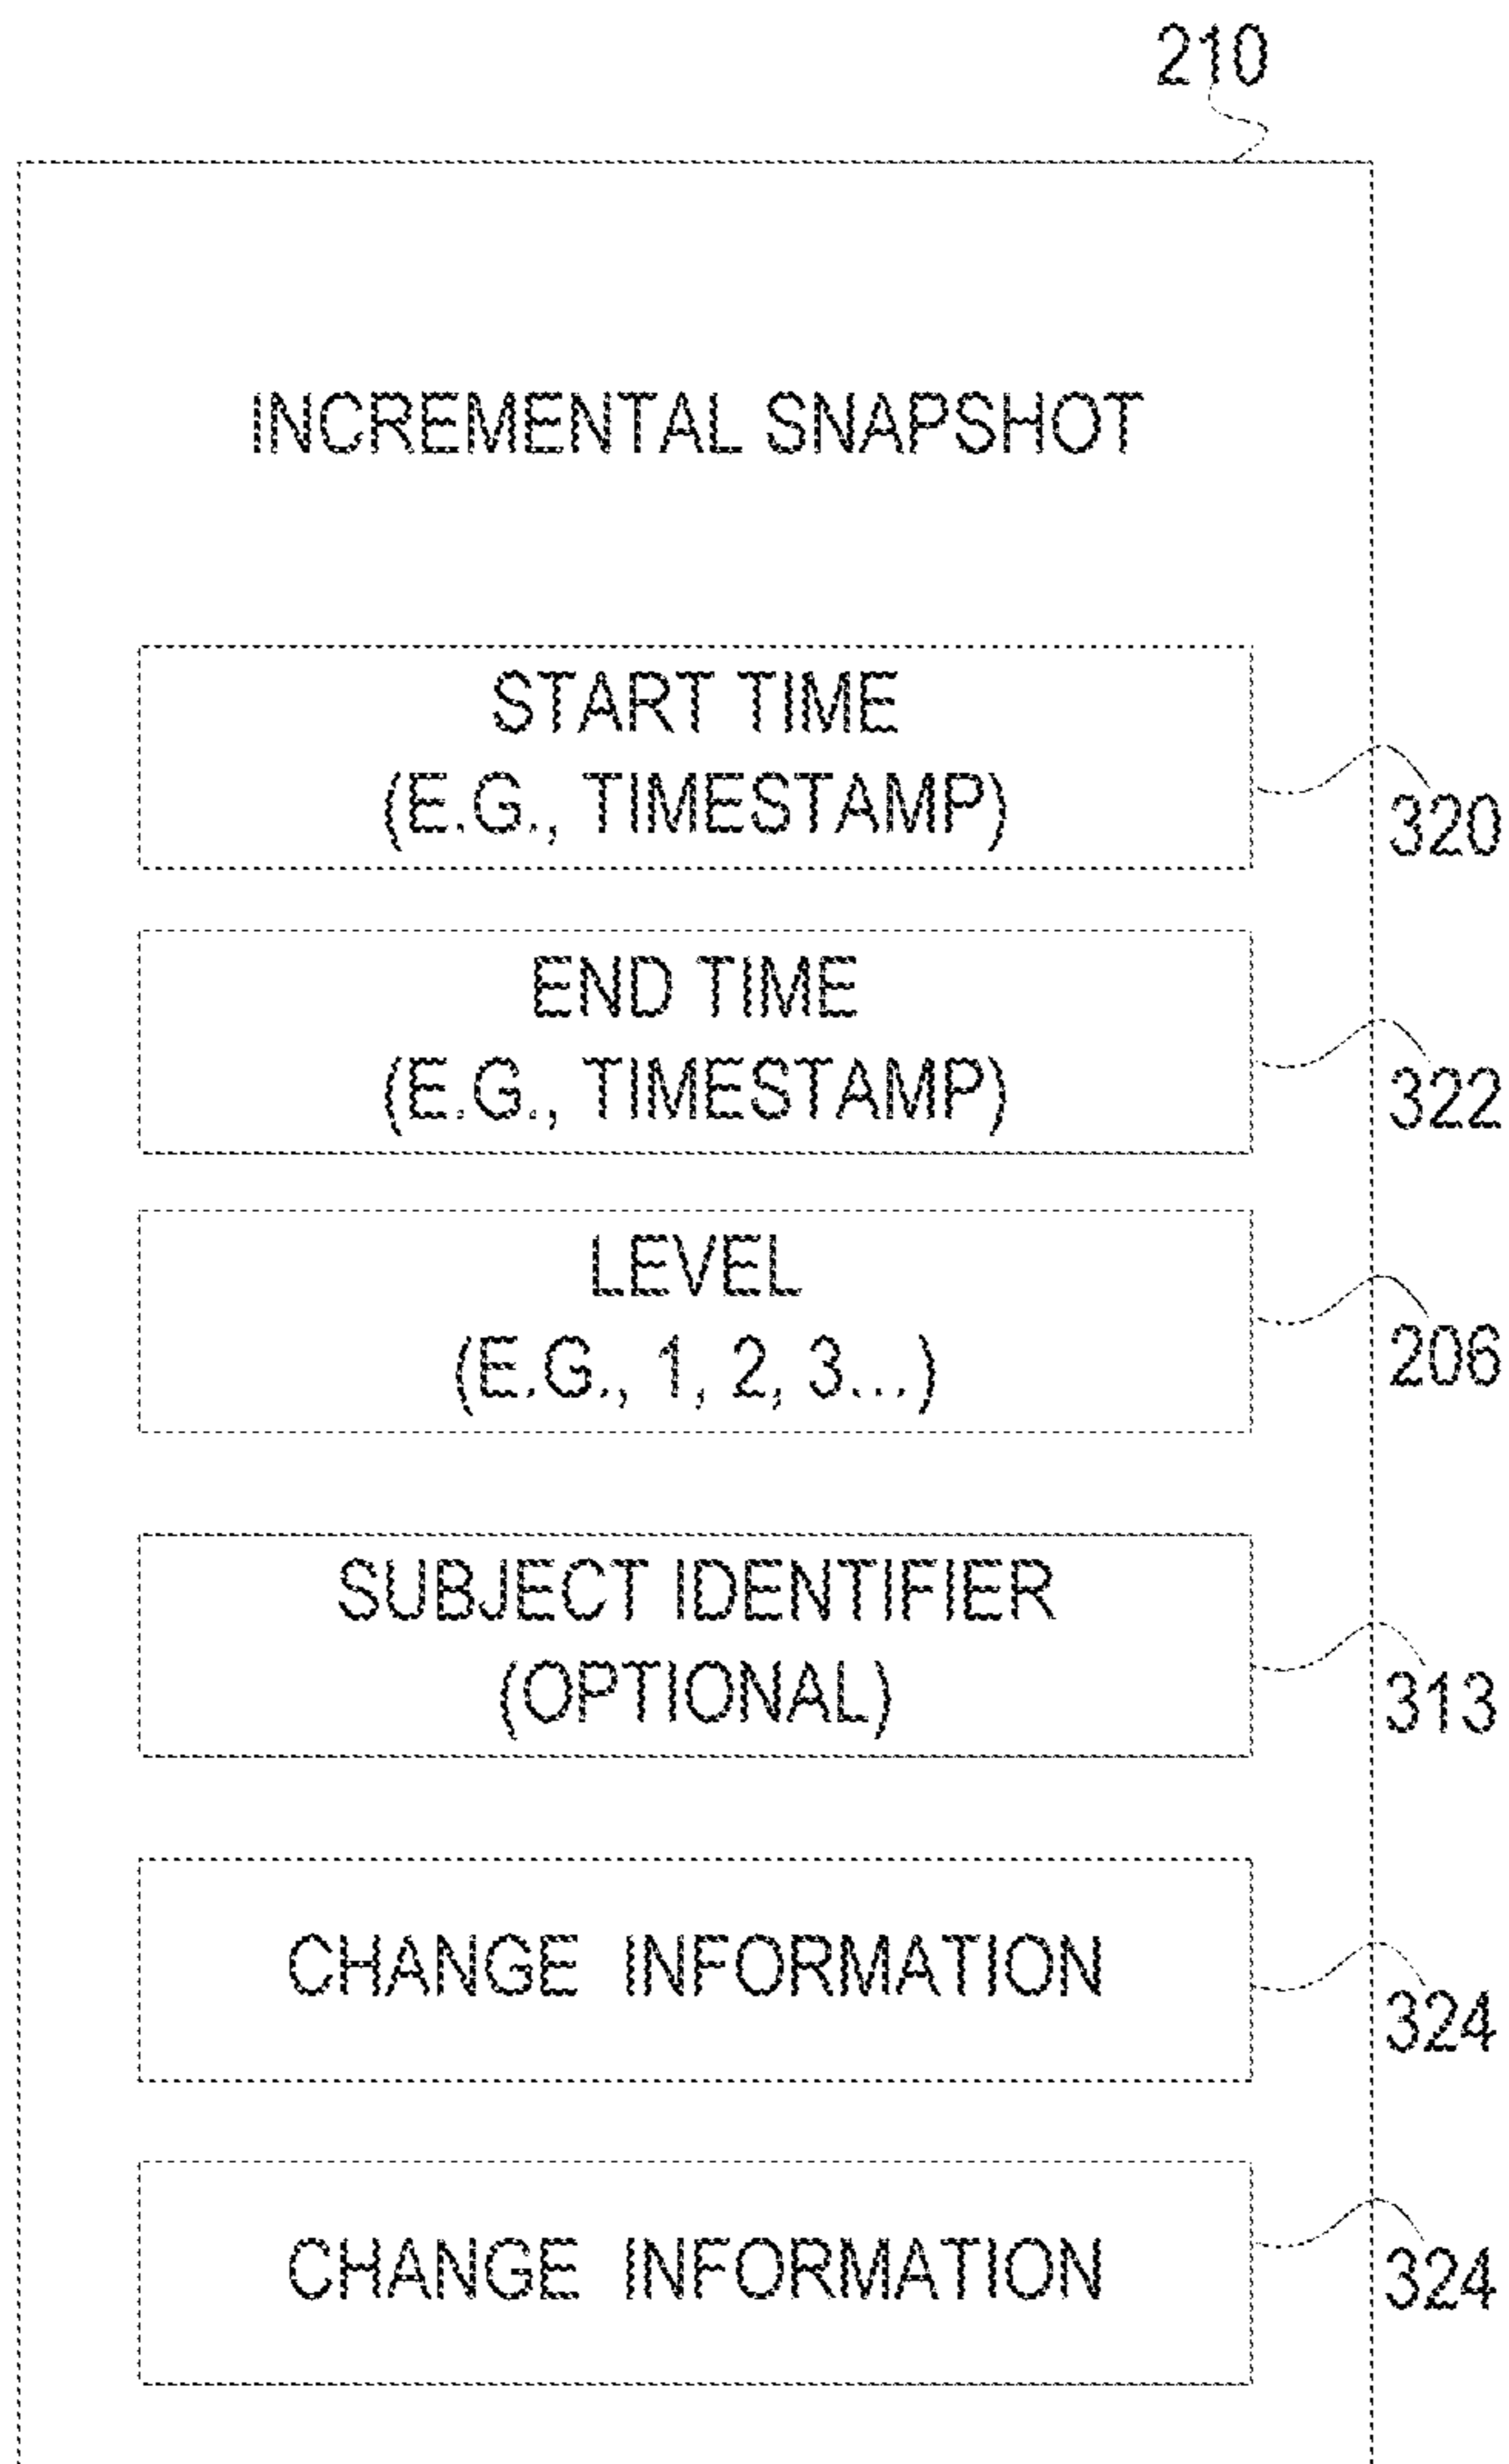 210
INCREMENTAL SNAPSHOT
START TIME
(E.G., TIMESTAMP)
320
END TIME
(E.G., TIMESTAMP)
322
LEVEL
(E.G., 1, 2, 3...)
206
SUBJECT IDENTIFIER
(OPTIONAL)
313
CHANGE INFORMATION
324
CHANGE INFORMATION
324